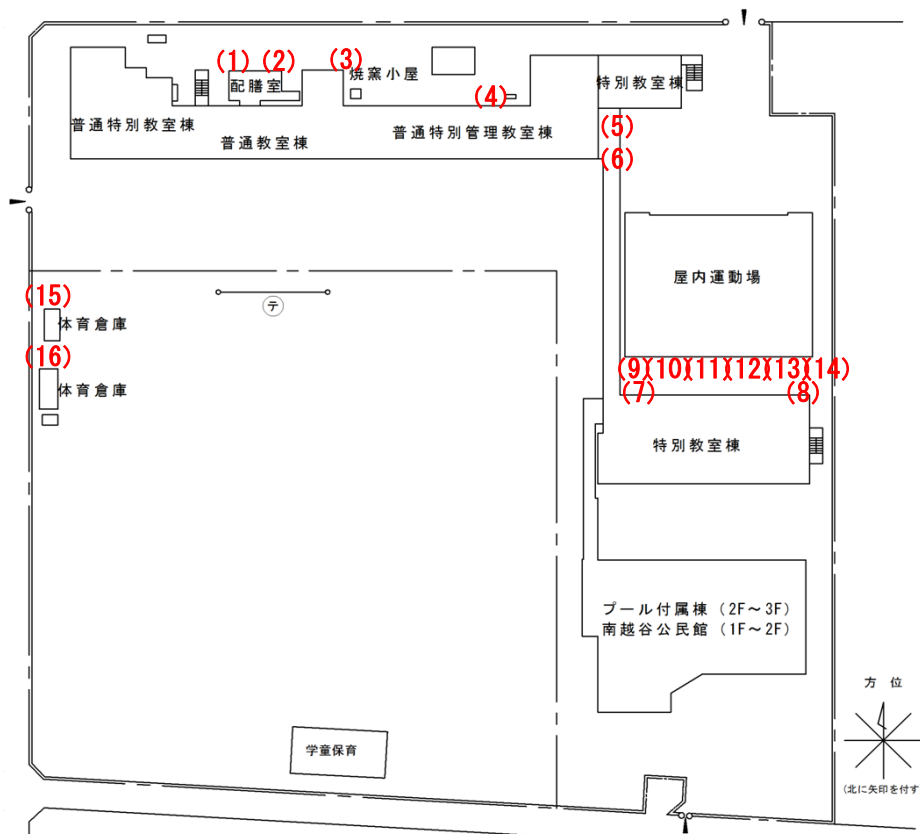 (1)
(2)
(3)
焼窯小屋
配膳室
(4)
特別教室棟
普通特別教室棟
普通教室棟
普通特別管理教室棟
(5)
(6)
屋内運動場
(15)
体育倉庫
テ
(16)
体育倉庫
(9)(10)(11)(12)(13)(14)
(7)
(8)
特別教室棟
プール付属棟（2F～3F）
南越谷公民館（1F～2F）
方位
学童保育
(北に矢印を付す